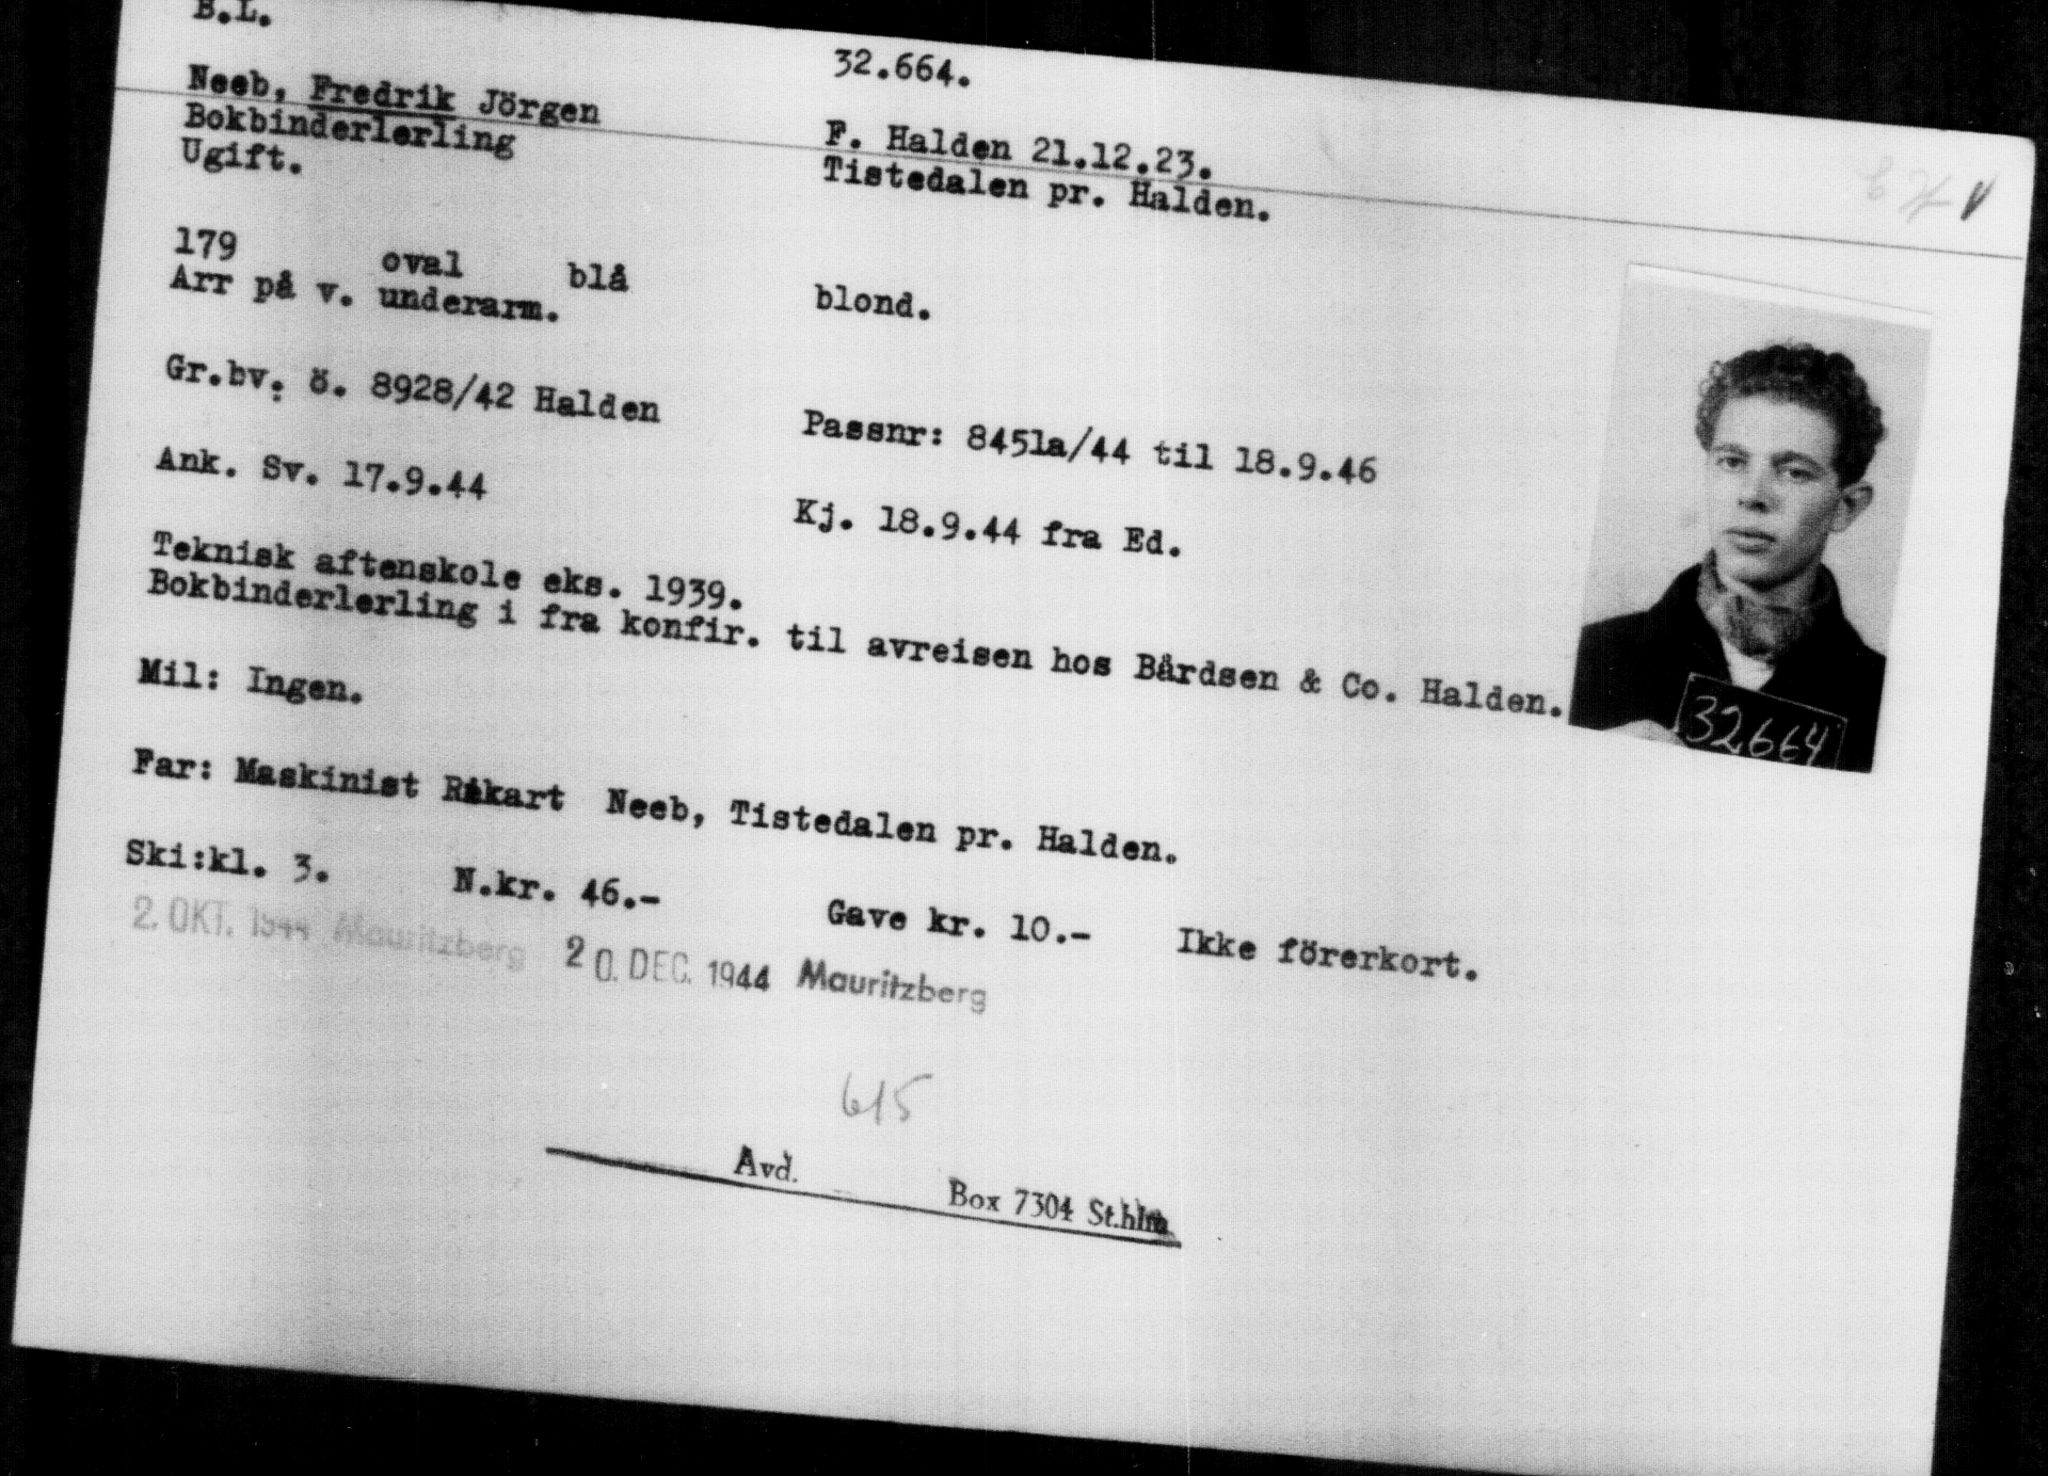 B.L.
32.664.
Neeb, Fredrik Jörgen
F. Halden 21.12.23.
Bokbinderlerling
Tistedalen pr. Halden.
Ugift.
179 oval blå blond.
Arr på v. underarm.
Gr.bv: ö. 8928/42 Halden
Passnr: 8451a/44 til 18.9.46
Ank. Sv. 17.9.44
Kj. 18.9.44 fra Ed.
Teknisk aftenskole eks. 1939.
Bokbinderlerling i fra konfir. til avreisen hos Bårdsen & Co. Halden.
32664
Mil: Ingen.
Far: Maskinist Rikart Neeb, Tistedalen pr. Halden.
Ski:kl. 3. N.kr. 46.- Gave kr. 10.- Ikke förerkort.
2. OKT. 1944 Mauritzberg 20. DEC. 1944 Mauritzberg
615
Avd. Box 7304 St.hlm